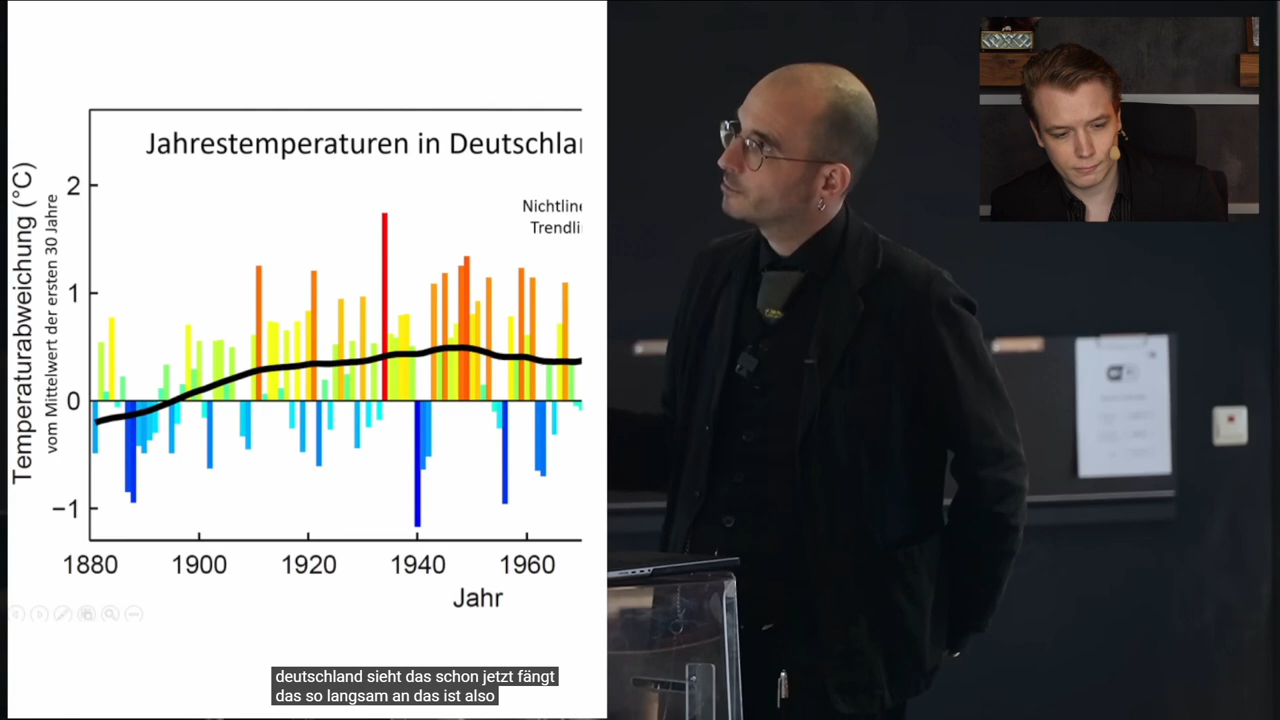 Jahrestemperaturen in Deutschlan
Temperaturabweichung (°C)
vom Mittelwert der ersten 30 Jahre
Nichtline
Trendli
2
1
0
−1
1880 1900 1920 1940 1960
Jahr
deutschland sieht das schon jetzt fängt
das so langsam an das ist also